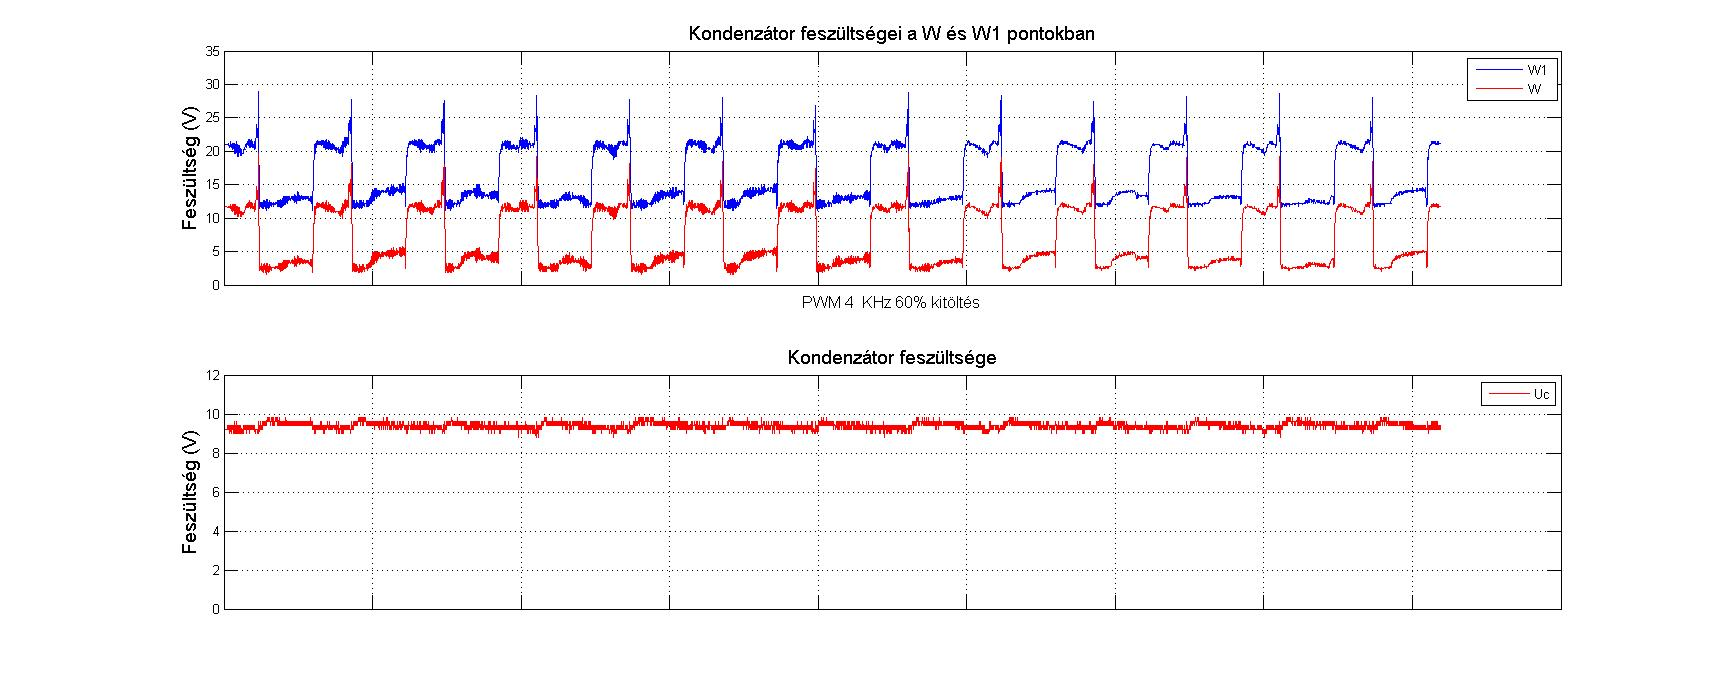 Kondenzátor feszültségei a W és W1 pontokban
35
30
25
20
15
10
5
0
Feszültség (V)
W1
W
PWM 4 KHz 60% kitöltés
Kondenzátor feszültsége
12
10
8
6
4
2
0
Feszültség (V)
Uc